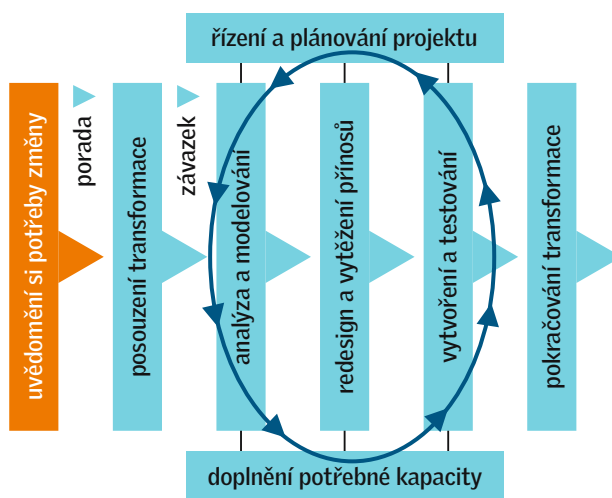 řízení a plánování projektu
uvědomění si potřeby změny
porada
posouzení transformace
závazek
analýza a modelování
redesign a vytěžení přínosů
vytvoření a testování
pokračování transformace
doplnění potřebné kapacity